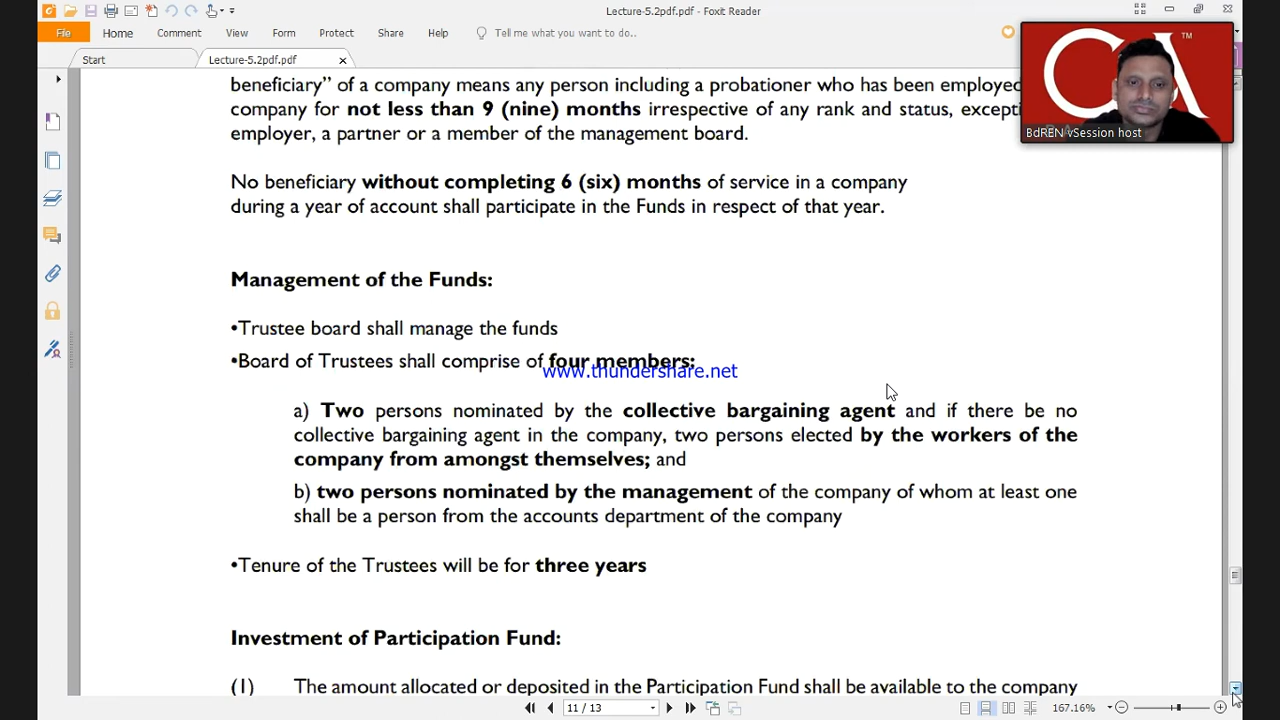 Lecture-5.2pdf.pdf - Foxit Reader
File Home Comment View Form Protect Share Help Tell me what you want to do..
Start Lecture-5.2pdf.pdf
CA TM
BdREN vSession host
beneficiary” of a company means any person including a probationer who has been employed
company for not less than 9 (nine) months irrespective of any rank and status, excepti
employer, a partner or a member of the management board.
No beneficiary without completing 6 (six) months of service in a company
during a year of account shall participate in the Funds in respect of that year.
Management of the Funds:
•Trustee board shall manage the funds
•Board of Trustees shall comprise of four members;
www.thundershare.net
a) Two persons nominated by the collective bargaining agent and if there be no
collective bargaining agent in the company, two persons elected by the workers of the
company from amongst themselves; and
b) two persons nominated by the management of the company of whom at least one
shall be a person from the accounts department of the company
•Tenure of the Trustees will be for three years
Investment of Participation Fund:
(1) The amount allocated or deposited in the Participation Fund shall be available to the company
11 / 13 167.16%